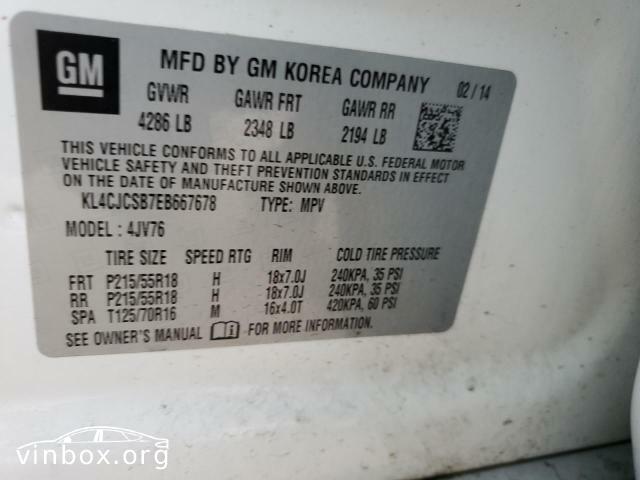 GM
MFD BY GM KOREA COMPANY 02/14
GVWR GAWR FRT GAWR RR
4286 LB 2348 LB 2194 LB
THIS VEHICLE CONFORMS TO ALL APPLICABLE U.S. FEDERAL MOTOR
VEHICLE SAFETY AND THEFT PREVENTION STANDARDS IN EFFECT
ON THE DATE OF MANUFACTURE SHOWN ABOVE.
KL4CJCSB7EB667678 TYPE: MPV
MODEL: 4JV76
TIRE SIZE SPEED RTG RIM COLD TIRE PRESSURE
FRT P215/55R18 H 18x7.0J 240KPA, 35 PSI
RR P215/55R18 H 18x7.0J 240KPA, 35 PSI
SPA T125/70R16 M 16x4.0T 420KPA, 60 PSI
SEE OWNER'S MANUAL FOR MORE INFORMATION.
vinbox.org